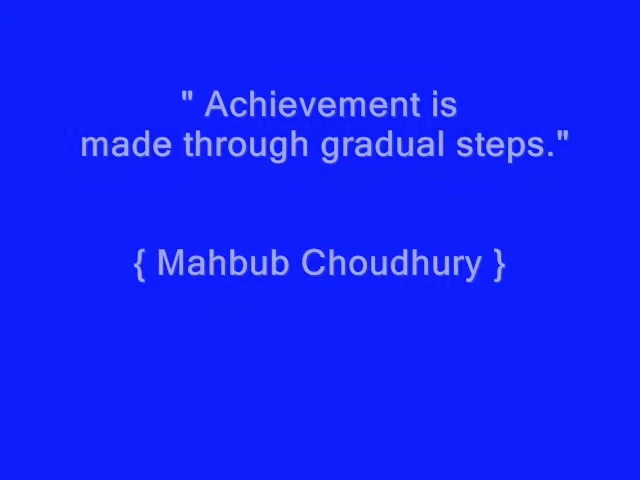 " Achievement is
made through gradual steps."
{ Mahbub Choudhury }